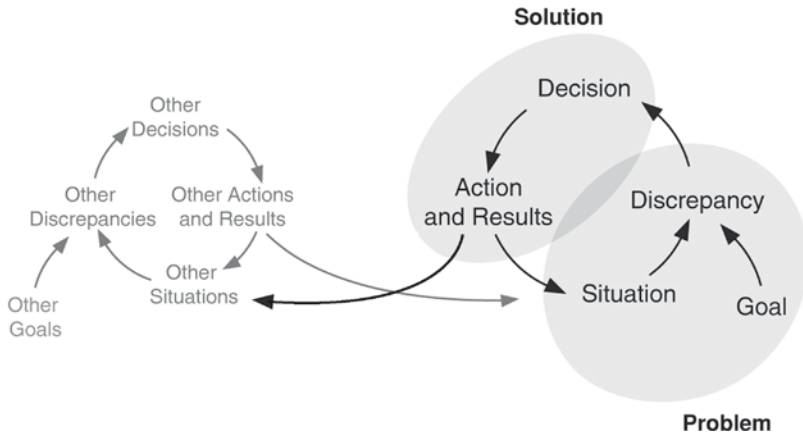 Solution
Decision
Action
and Results
Discrepancy
Situation
Goal
Problem
Other
Decisions
Other
Discrepancies
Other Actions
and Results
Other
Situations
Other
Goals